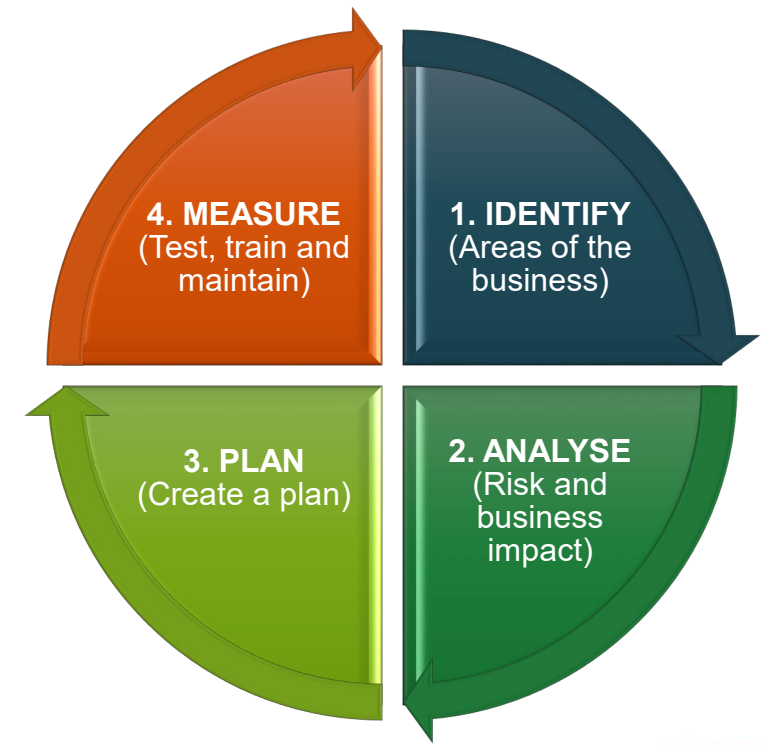 1. IDENTIFY
(Areas of the
business)
2. ANALYSE
(Risk and
business
impact)
3. PLAN
(Create a plan)
4. MEASURE
(Test, train and
maintain)